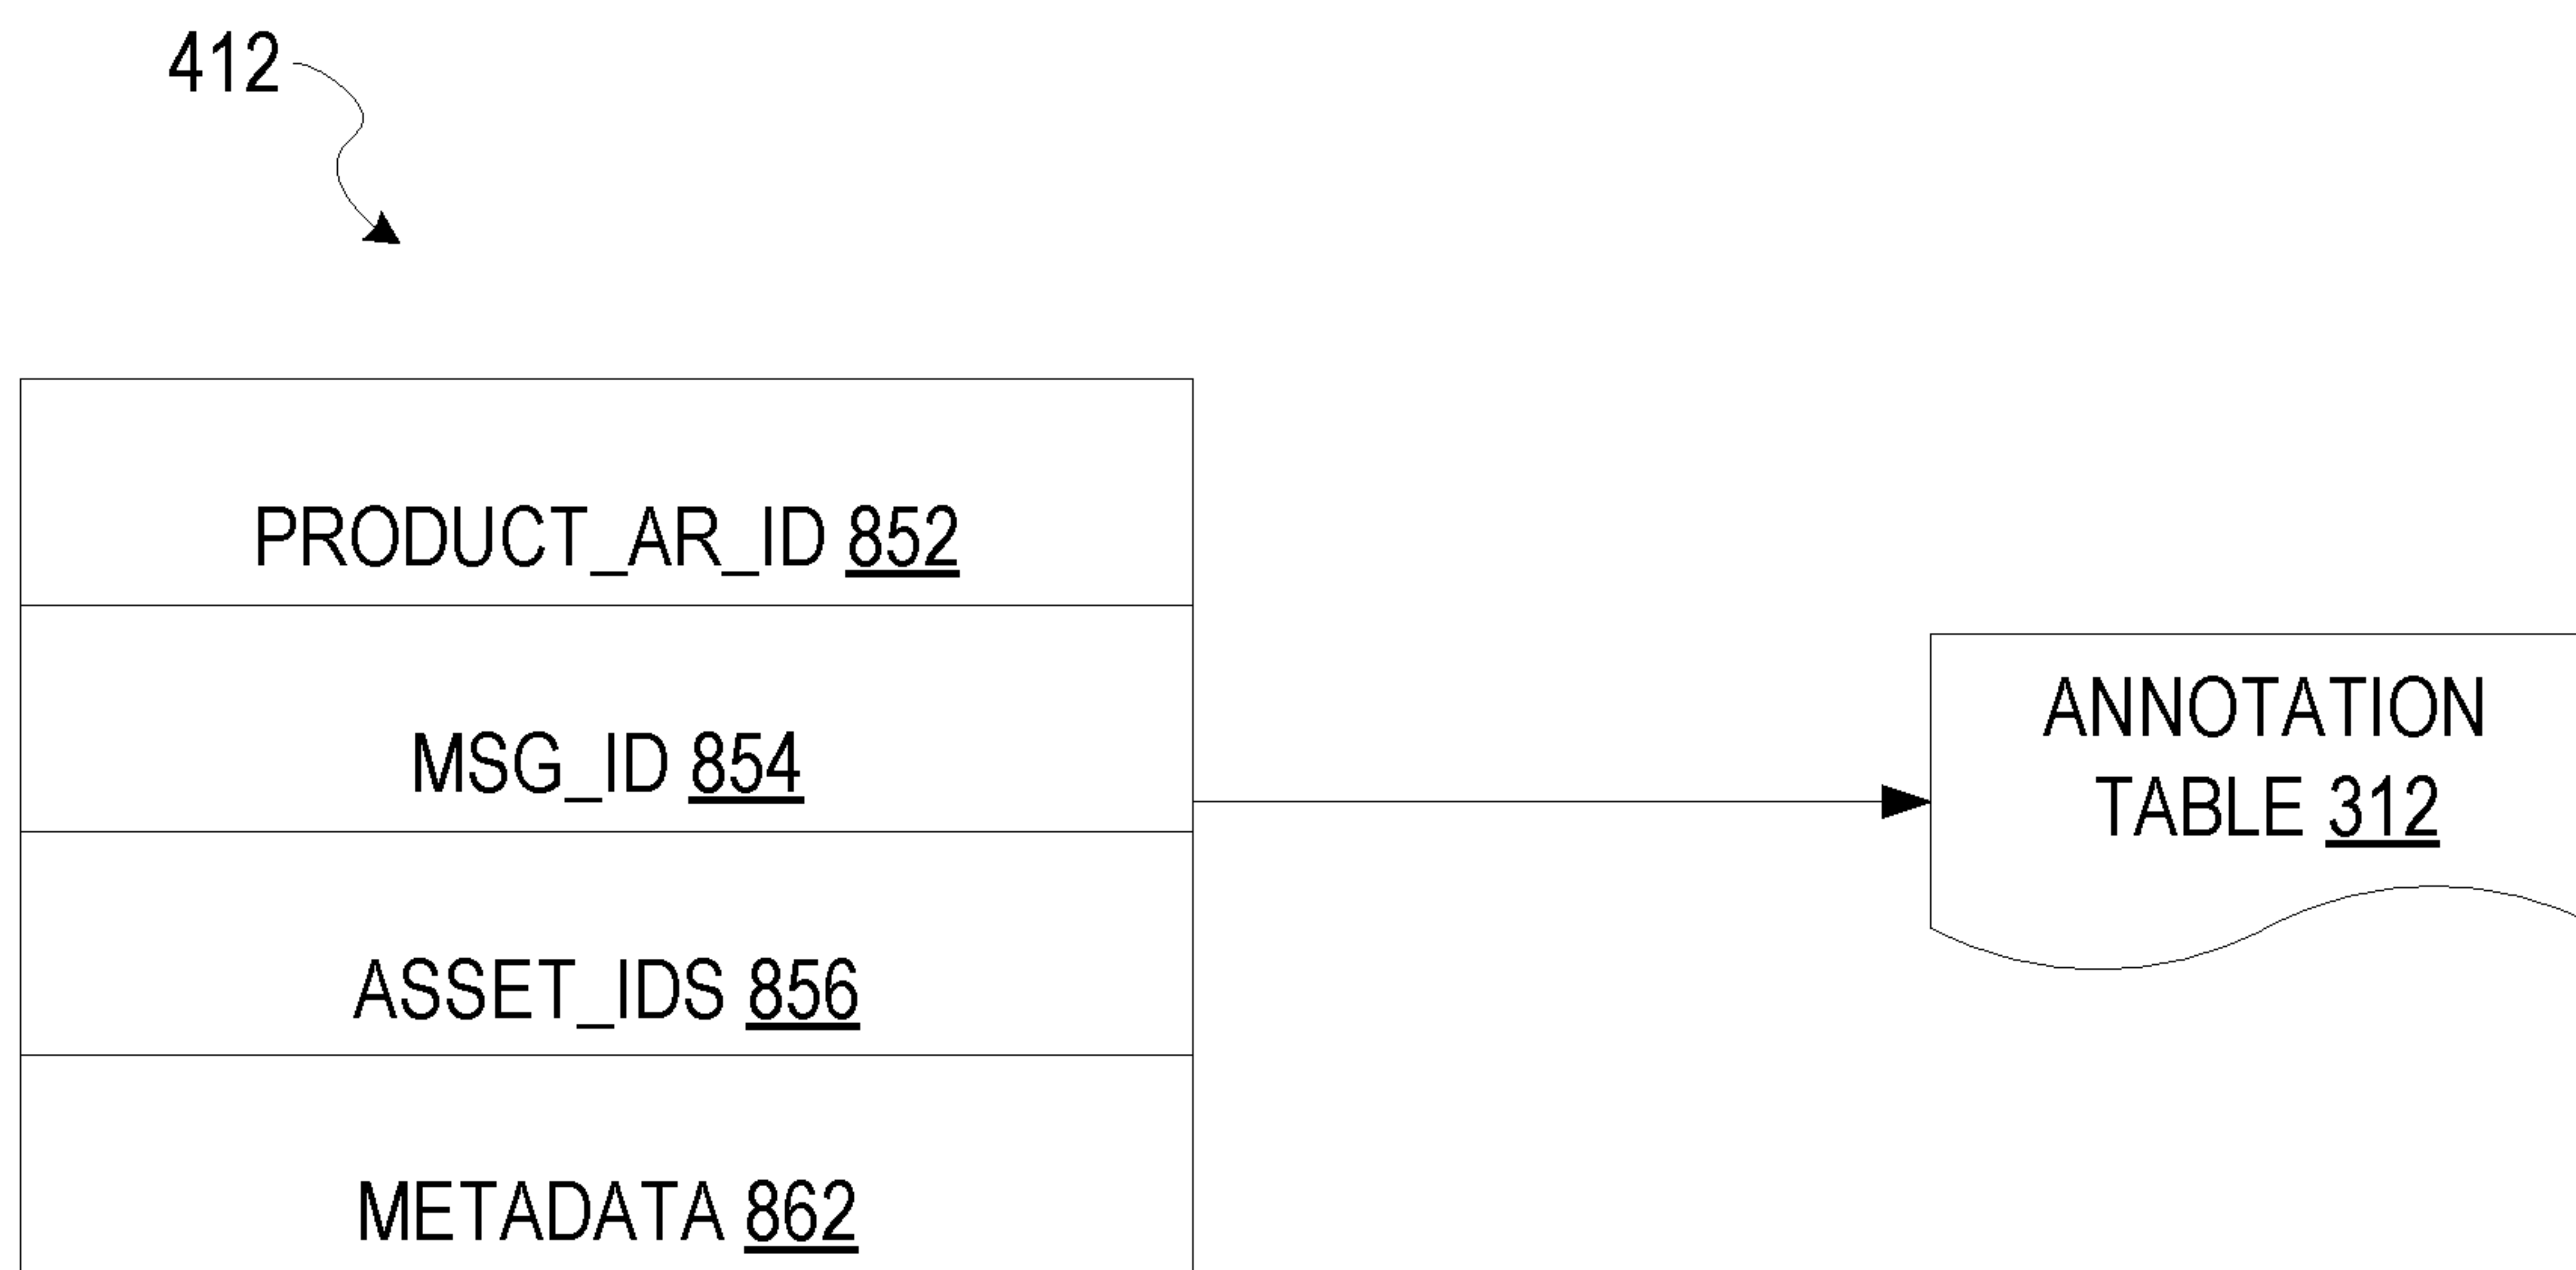 412
PRODUCT_AR_ID 852
MSG_ID 854
ANNOTATION
TABLE 312
ASSET_IDS 856
METADATA 862